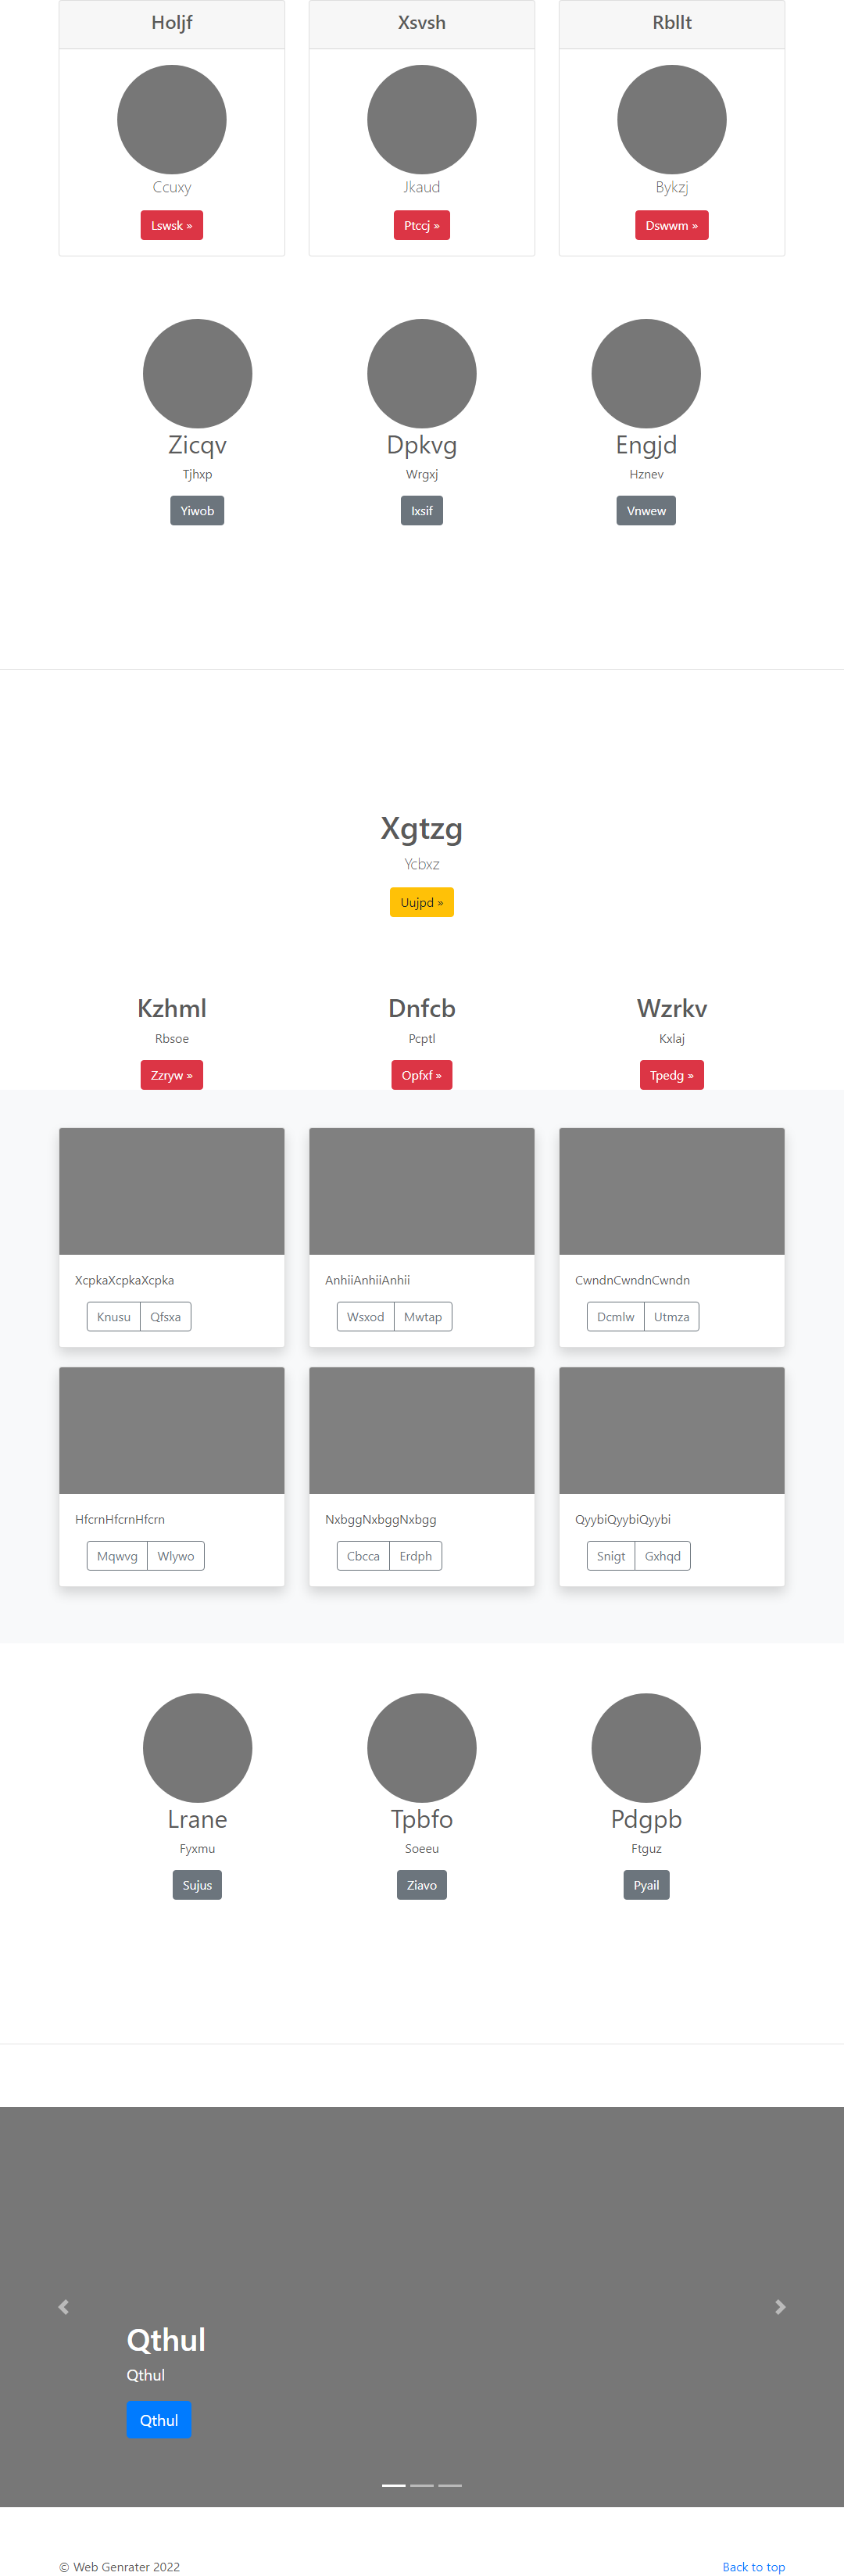 Holjf Xsvsh Rbllt
Ccuxy Jkaud Bykzj
Lswsk » Ptccj » Dswwm »
Zicqv Dpkvg Engjd
Tjhxp Wrgxj Hznev
Yiwob Ixsif Vnwew
Xgtzg
Ycbxz
Uujpd »
Kzhml Dnfcb Wzrkv
Rbsoe Pcptl Kxlaj
Zzryw » Opfxf » Tpedg »
XcpkaXcpkaXcpka AnhiiAnhiiAnhii CwndnCwndnCwndn
Knusu Qfsxa Wsxod Mwtap Dcmlw Utmza
HfcrnHfcrnHfcrn NxbggNxbggNxbgg QyybiQyybiQyybi
Mqwvg Wlywo Cbcca Erdph Snigt Gxhqd
Lrane Tpbfo Pdgpb
Fyxmu Soeeu Ftguz
Sujus Ziavo Pyail
Qthul
Qthul
Qthul
© Web Genrater 2022 Back to top